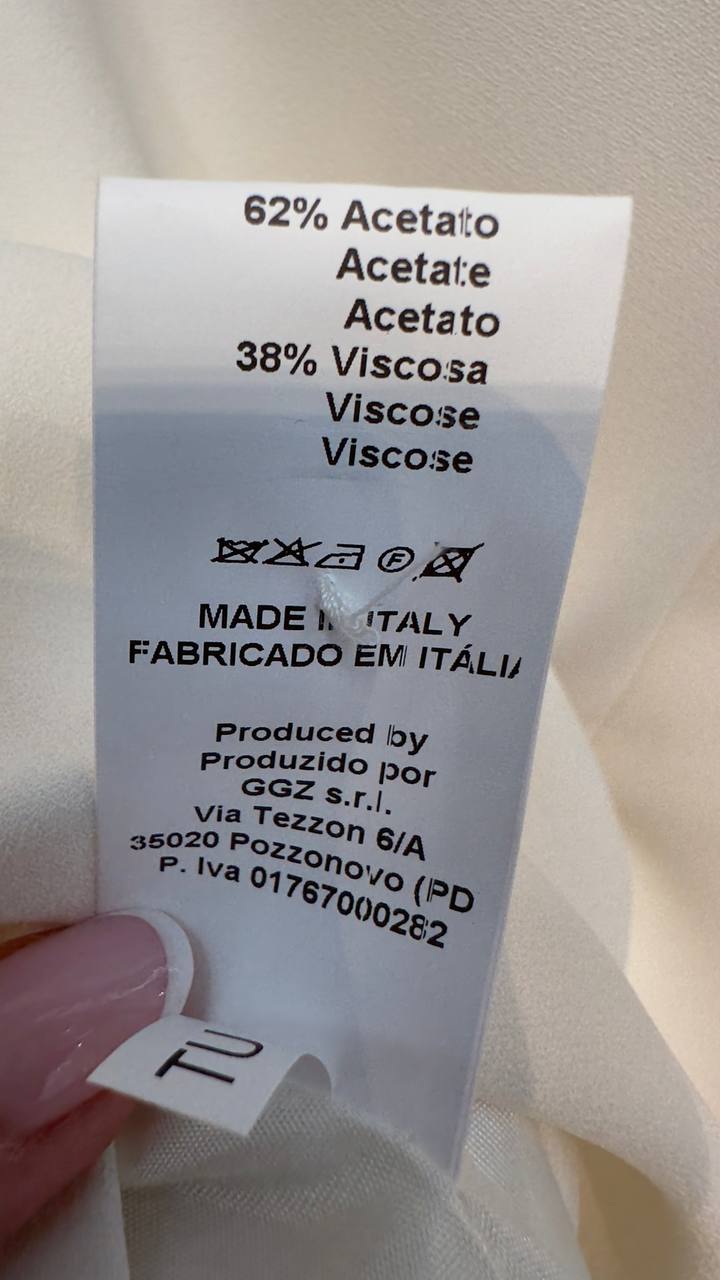 62% Acetato
Acetate
Acetato
38% Viscosa
Viscose
Viscose
F
MADE IN ITALY
FABRICADO EM ITÁLIA
Produced by
Produzido por
GGZ s.r.l.
Via Tezzon 6/A
35020 Pozzonovo (PD
P. Iva 01767000282
TU